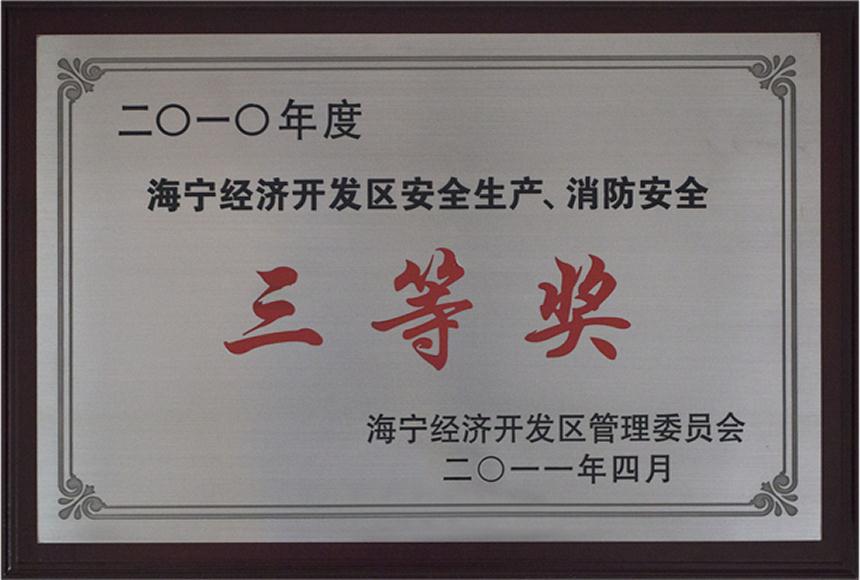 二〇一〇年度
海宁经济开发区安全生产、消防安全
三等奖
海宁经济开发区管理委员会
二〇一一年四月